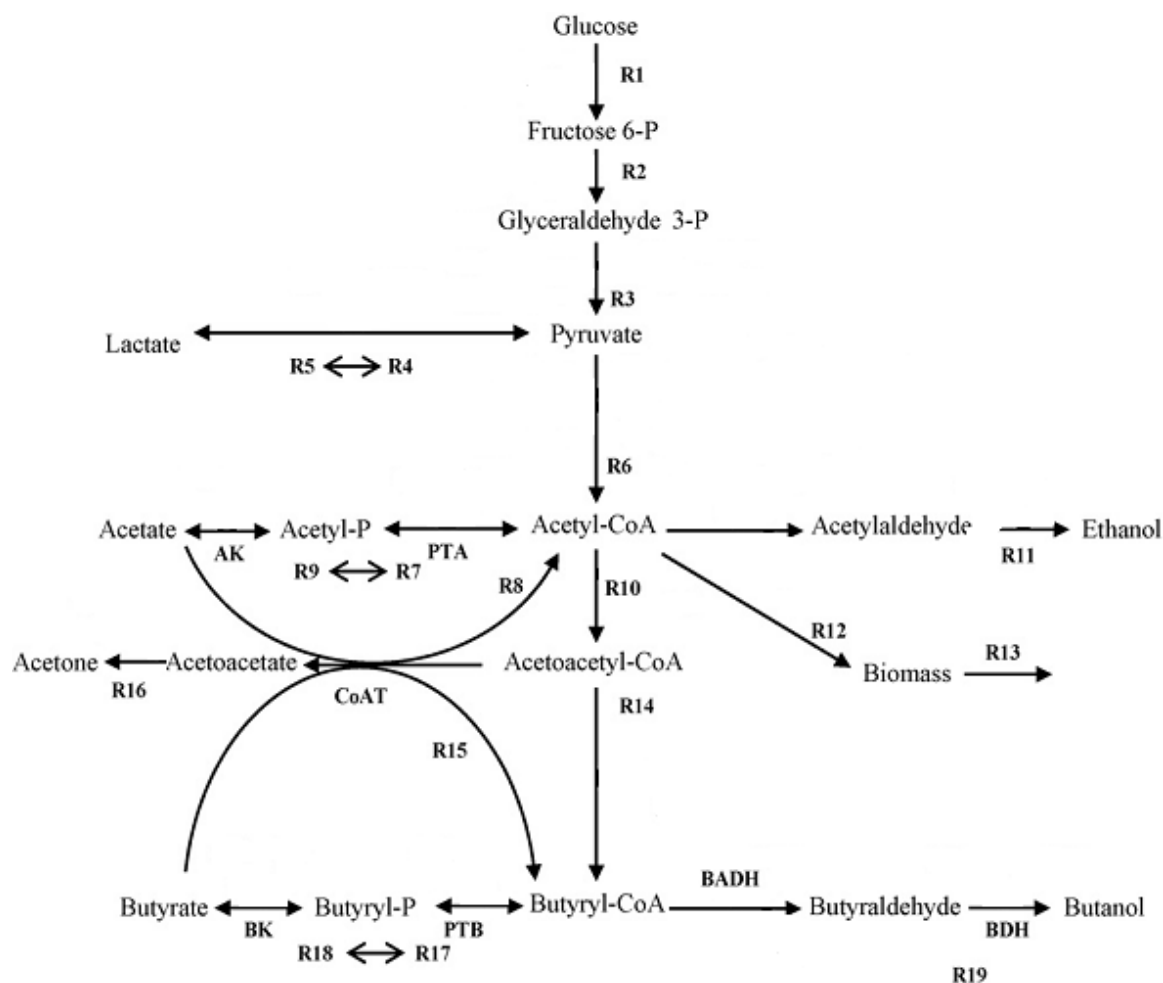 Glucose
R1
Fructose 6-P
R2
Glyceraldehyde 3-P
R3
Lactate
Pyruvate
R5
R4
R6
Acetate
Acetyl-P
Acetyl-CoA
Acetylaldehyde
Ethanol
AK
PTA
R11
R9
R7
R8
R10
R12
Acetone
Acetoacetate
Acetoacetyl-CoA
Biomass
R13
R16
CoAT
R14
R15
BADH
Butyrate
Butyryl-P
Butyryl-CoA
Butyraldehyde
Butanol
BK
PTB
BDH
R18
R17
R19